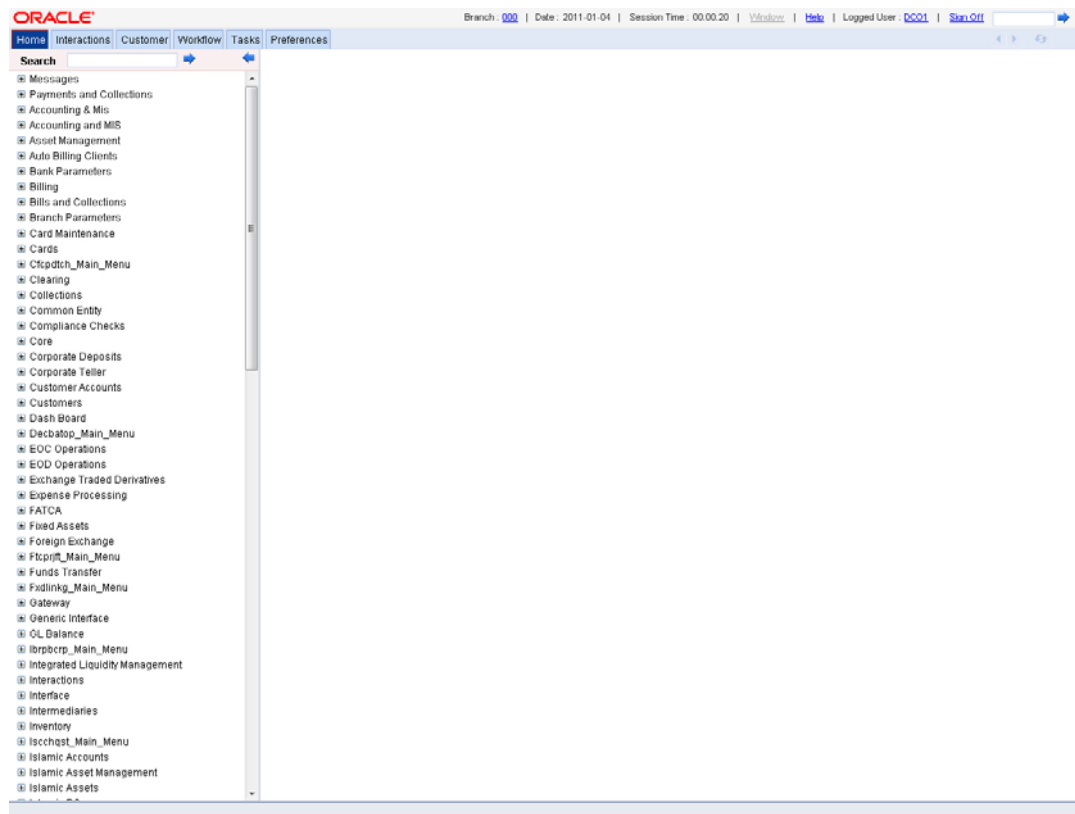 ORACLE
Branch : 000 | Date : 2011-01-04 | Session Time : 00:00:20 | Window | Help | Logged User : DC01 | Sign Off
Home Interactions Customer Workflow Tasks Preferences
Search
Messages
Payments and Collections
Accounting & Mis
Accounting and MIS
Asset Management
Auto Billing Clients
Bank Parameters
Billing
Bills and Collections
Branch Parameters
Card Maintenance
Cards
Cfcpdtch_Main_Menu
Clearing
Collections
Common Entity
Compliance Checks
Core
Corporate Deposits
Corporate Teller
Customer Accounts
Customers
Dash Board
Decbatop_Main_Menu
EOC Operations
EOD Operations
Exchange Traded Derivatives
Expense Processing
FATCA
Fixed Assets
Foreign Exchange
Ftcprjft_Main_Menu
Funds Transfer
Fxdlinkg_Main_Menu
Gateway
Generic Interface
GL Balance
Ibrpbcrp_Main_Menu
Integrated Liquidity Management
Interactions
Interface
Intermediaries
Inventory
Iscchqst_Main_Menu
Islamic Accounts
Islamic Asset Management
Islamic Assets